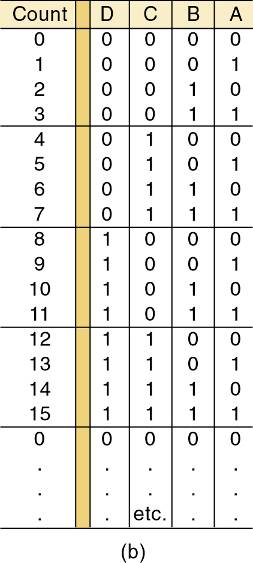 Count D C B A
0 0 0 0 0
1 0 0 0 1
2 0 0 1 0
3 0 0 1 1
4 0 1 0 0
5 0 1 0 1
6 0 1 1 0
7 0 1 1 1
8 1 0 0 0
9 1 0 0 1
10 1 0 1 0
11 1 0 1 1
12 1 1 0 0
13 1 1 0 1
14 1 1 1 0
15 1 1 1 1
0 0 0 0 0
. . . . .
. . . . .
. . etc. . .
(b)